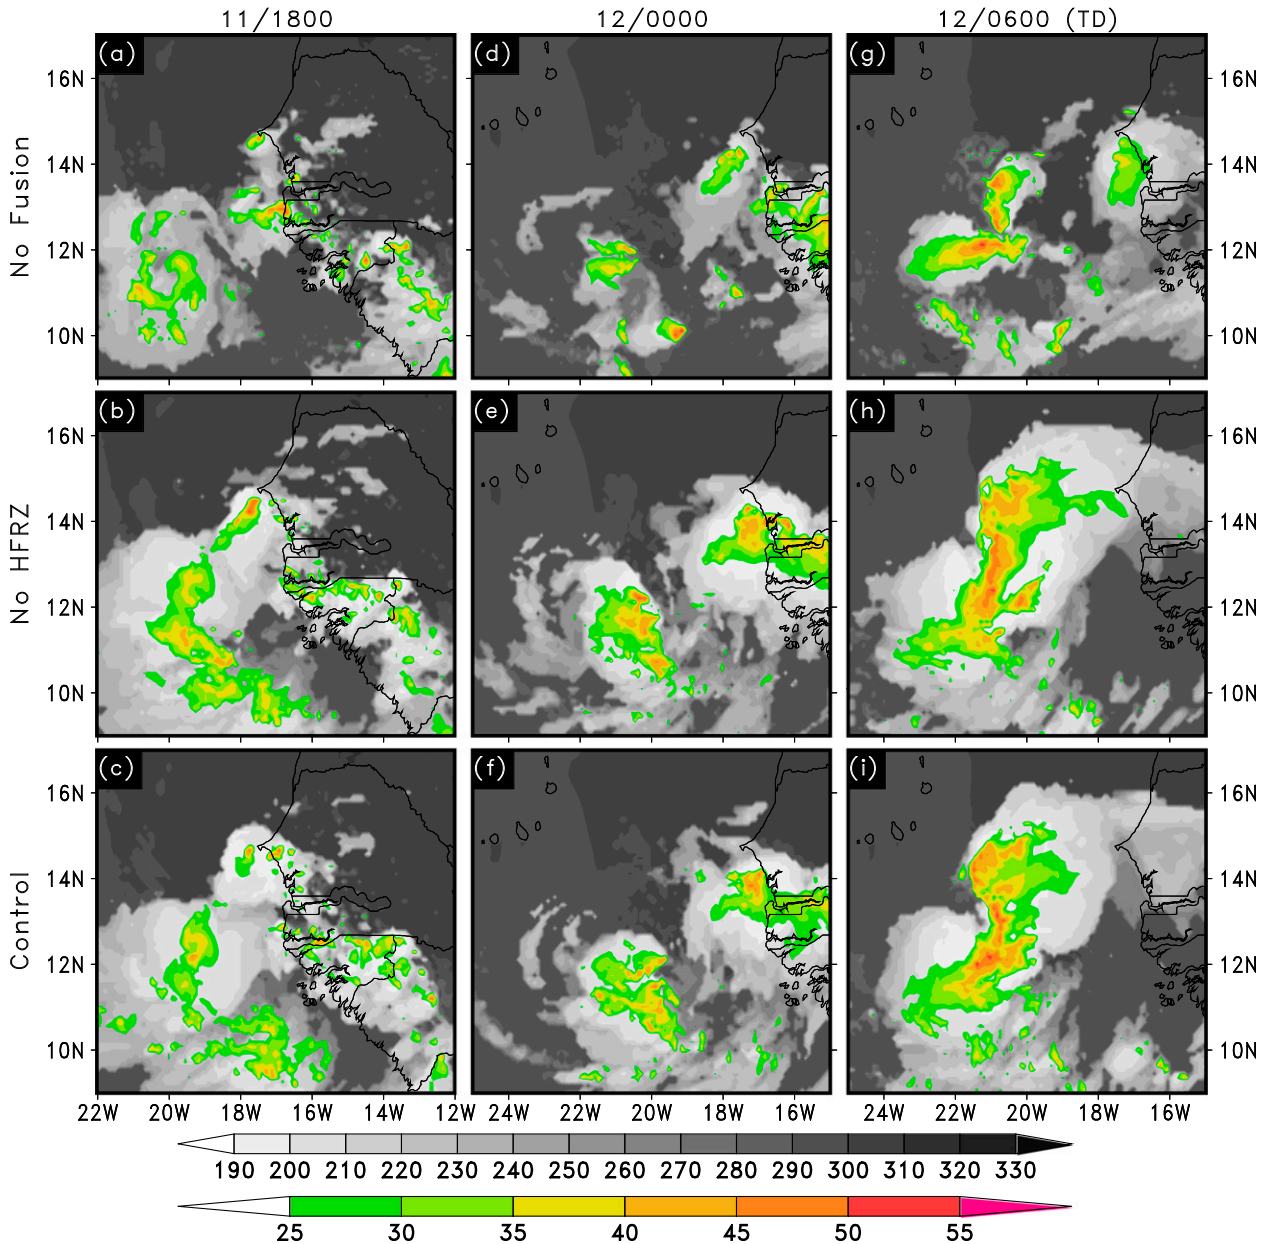 11/1800 12/0000 12/0600 (TD)
No Fusion
(a) (d) (g)
16N 16N
14N 14N
12N 12N
10N 10N
No HFRZ
(b) (e) (h)
16N 16N
14N 14N
12N 12N
10N 10N
Control
(c) (f) (i)
16N 16N
14N 14N
12N 12N
10N 10N
22W 20W 18W 16W 14W 12W 24W 22W 20W 18W 16W 24W 22W 20W 18W 16W
190 200 210 220 230 240 250 260 270 280 290 300 310 320 330
25 30 35 40 45 50 55